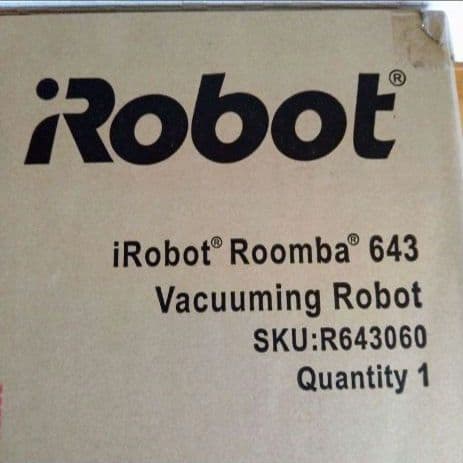 iRobot®
iRobot® Roomba® 643
Vacuuming Robot
SKU:R643060
Quantity 1